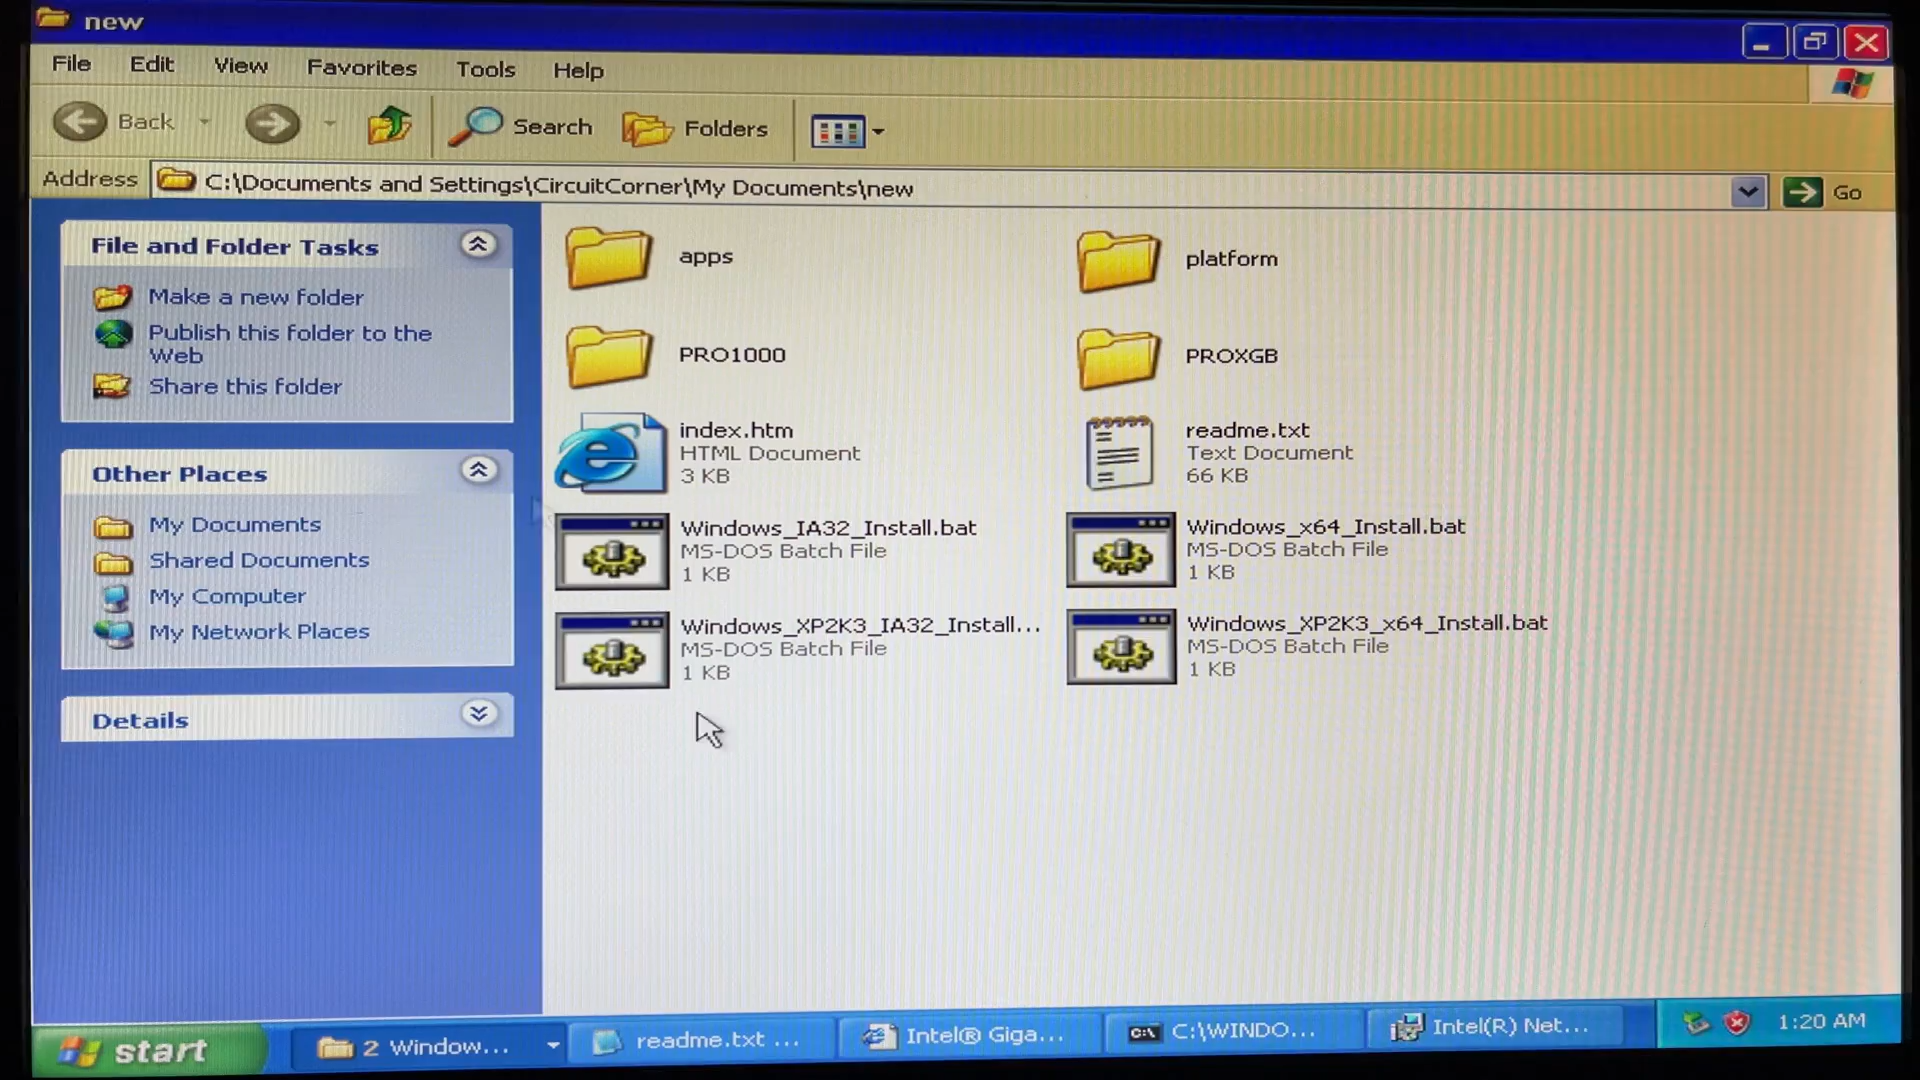 new
File Edit View Favorites Tools Help
Back Search Folders
Address C:\Documents and Settings\CircuitCorner\My Documents\new Go
File and Folder Tasks
Make a new folder
Publish this folder to the
Web
Share this folder
Other Places
My Documents
Shared Documents
My Computer
My Network Places
Details
apps
platform
PRO1000
PROXGB
index.htm
HTML Document
3 KB
readme.txt
Text Document
66 KB
Windows_IA32_Install.bat
MS-DOS Batch File
1 KB
Windows_x64_Install.bat
MS-DOS Batch File
1 KB
Windows_XP2K3_IA32_Install...
MS-DOS Batch File
1 KB
Windows_XP2K3_x64_Install.bat
MS-DOS Batch File
1 KB
start 2 Window... readme.txt ... Intel® Giga... C:\WINDO... Intel(R) Net... 1:20 AM